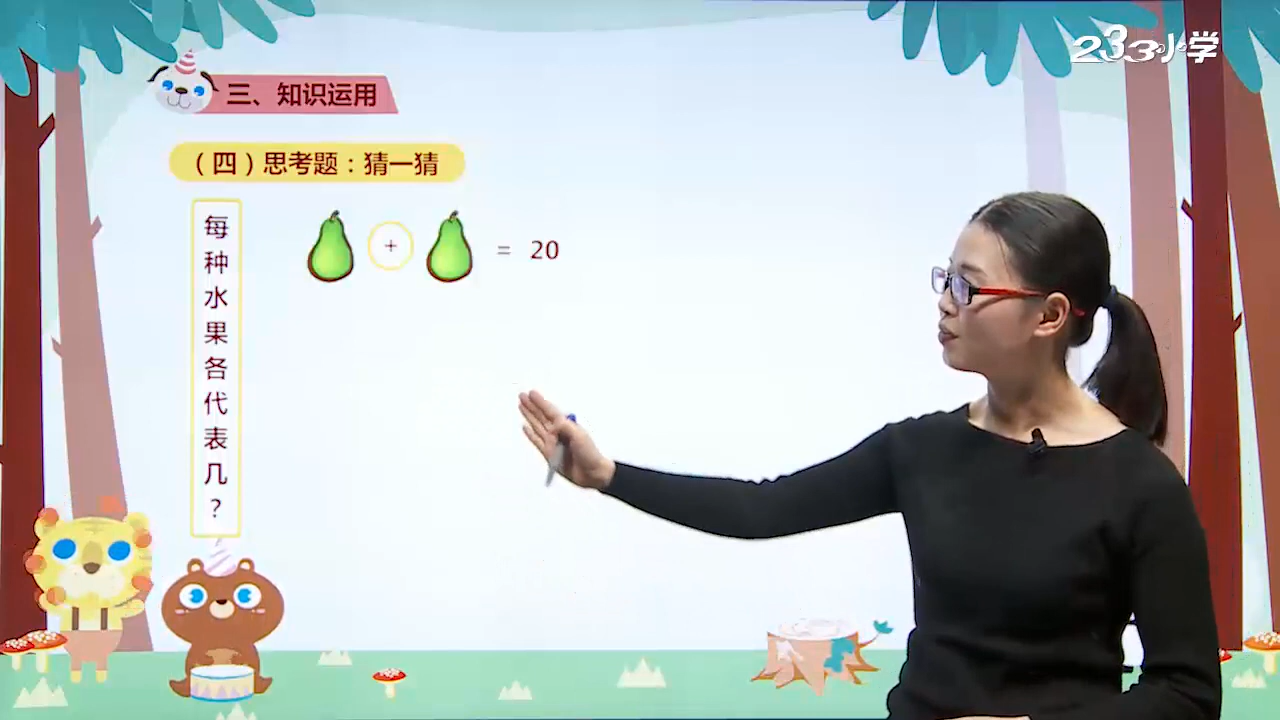 233小学
三、知识运用
（四）思考题：猜一猜
每种水果各代表几？
+ = 20